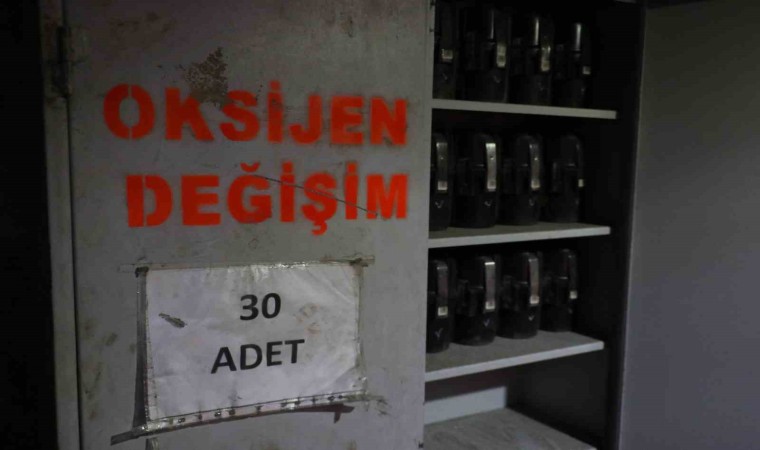 OKSİJEN
DEĞİŞİM
30
ADET